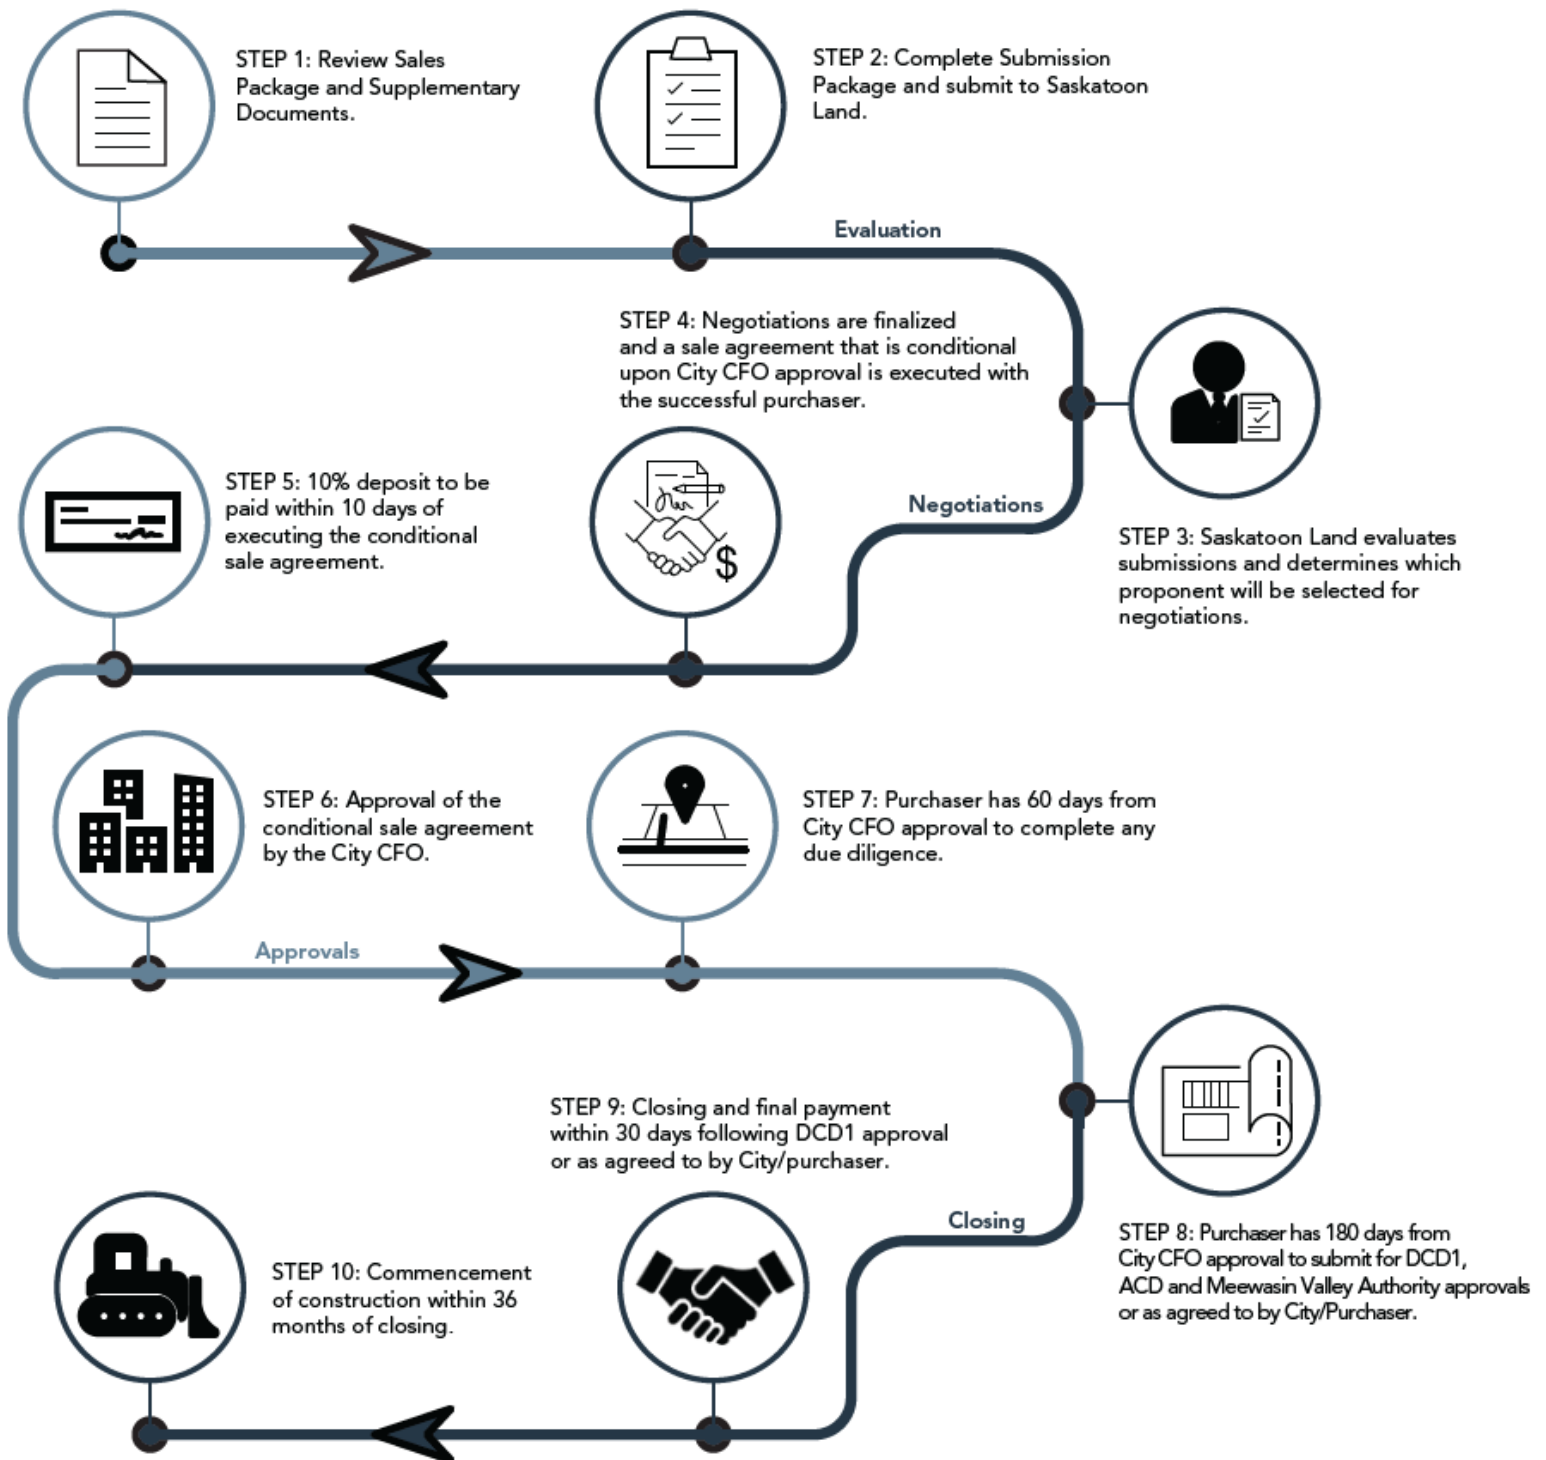 STEP 1: Review Sales
Package and Supplementary
Documents.
STEP 2: Complete Submission
Package and submit to Saskatoon
Land.
Evaluation
STEP 3: Saskatoon Land evaluates
submissions and determines which
proponent will be selected for
negotiations.
Negotiations
STEP 4: Negotiations are finalized
and a sale agreement that is conditional
upon City CFO approval is executed with
the successful purchaser.
$
STEP 5: 10% deposit to be
paid within 10 days of
executing the conditional
sale agreement.
STEP 6: Approval of the
conditional sale agreement
by the City CFO.
Approvals
STEP 7: Purchaser has 60 days from
City CFO approval to complete any
due diligence.
STEP 8: Purchaser has 180 days from
City CFO approval to submit for DCD1,
ACD and Meewasin Valley Authority approvals
or as agreed to by City/Purchaser.
Closing
STEP 9: Closing and final payment
within 30 days following DCD1 approval
or as agreed to by City/purchaser.
STEP 10: Commencement
of construction within 36
months of closing.